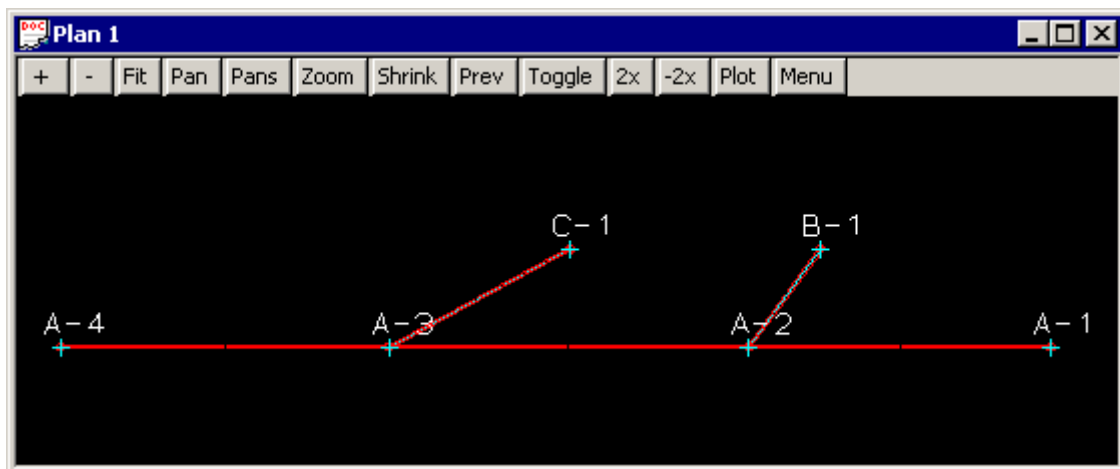 DOC Plan 1
+ - Fit Pan Pans Zoom Shrink Prev Toggle 2x -2x Plot Menu
C-1 B-1
A-4 A-3 A-2 A-1